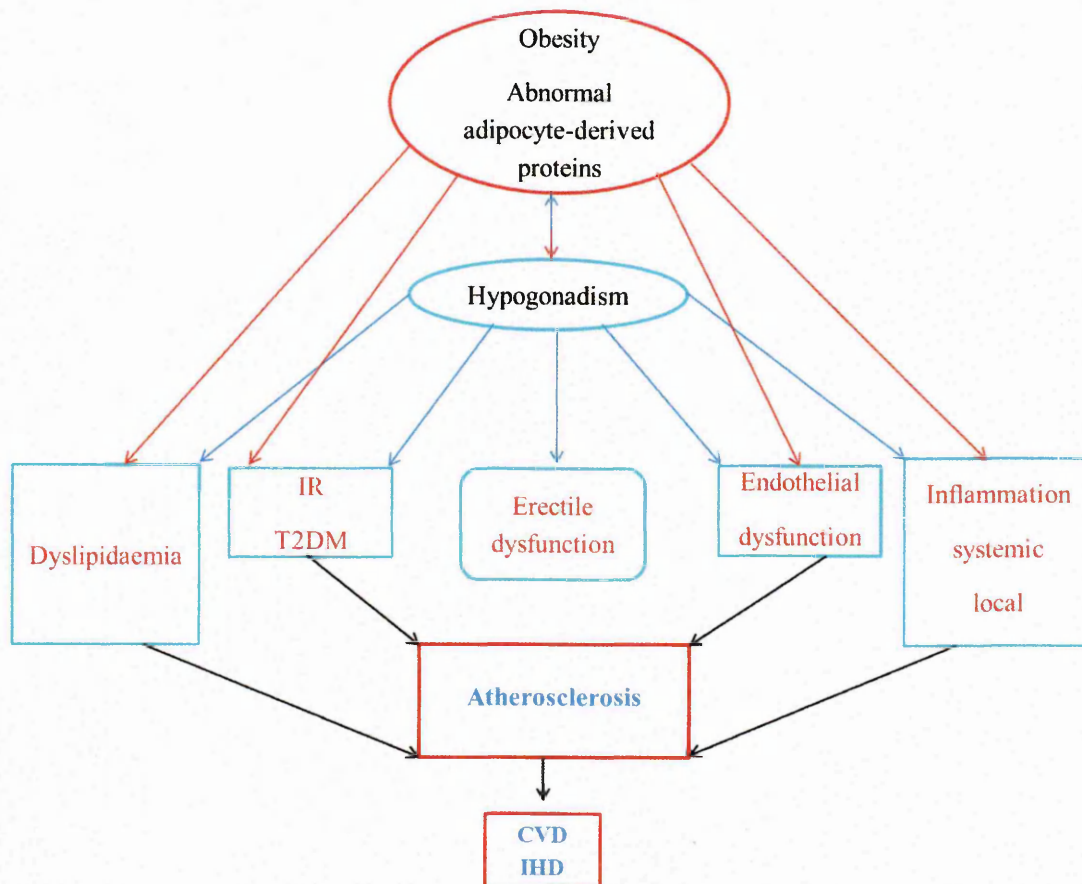 Obesity
Abnormal
adipocyte-derived
proteins
Hypogonadism
Dyslipidaemia
IR
T2DM
Erectile
dysfunction
Endothelial
dysfunction
Inflammation
systemic
local
Atherosclerosis
CVD
IHD